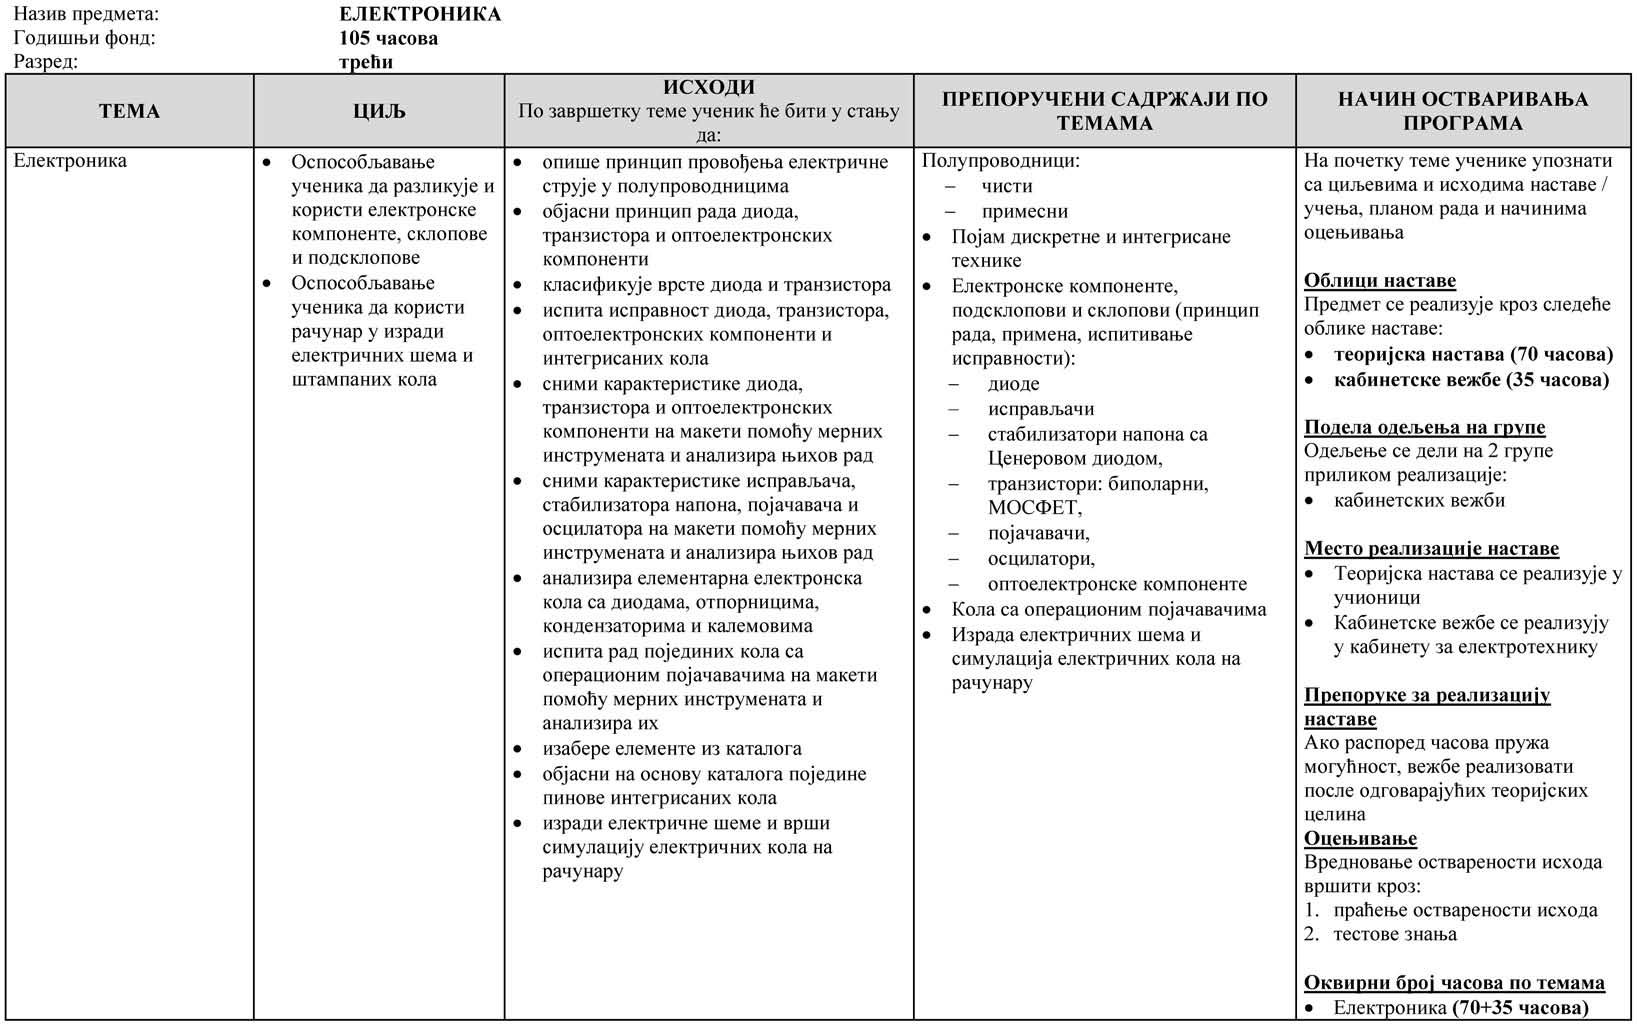 Назив предмета: ЕЛЕКТРОНИКА
Годишњи фонд: 105 часова
Разред: трећи
ТЕМА
ЦИЉ
ИСХОДИ
По завршетку теме ученик ће бити у стању
да:
ПРЕПОРУЧЕНИ САДРЖАЈИ ПО
ТЕМАМА
НАЧИН ОСТВАРИВАЊА
ПРОГРАМА
Електроника
• Оспособљавање
ученика да разликује и
користи електронске
компоненте, склопове
и подсклопове
• Оспособљавање
ученика да користи
рачунар у изради
електричних шема и
штампаних кола
• опише принцип провођења електричне
струје у полупроводницима
• објасни принцип рада диода,
транзистора и оптоелектронских
компоненти
• класификује врсте диода и транзистора
• испита исправност диода, транзистора,
оптоелектронских компоненти и
интегрисаних кола
• сними карактеристике диода,
транзистора и оптоелектронских
компоненти на макети помоћу мерних
инструмената и анализира њихов рад
• сними карактеристике исправљача,
стабилизатора напона, појачавача и
осцилатора на макети помоћу мерних
инструмената и анализира њихов рад
• анализира елементарна електронска
кола са диодама, отпорницима,
кондензаторима и калемовима
• испита рад појединих кола са
операционим појачавачима на макети
помоћу мерних инструмената и
анализира их
• изабере елементе из каталога
• објасни на основу каталога поједине
пинове интегрисаних кола
• изради електричне шеме и врши
симулацију електричних кола на
рачунару
Полупроводници:
– чисти
– примесни
• Појам дискретне и интегрисане
технике
• Електронске компоненте,
подсклопови и склопови (принцип
рада, примена, испитивање
исправности):
– диоде
– исправљачи
– стабилизатори напона са
Ценеровом диодом,
– транзистори: биполарни,
МОСФЕТ,
– појачавачи,
– осцилатори,
– оптоелектронске компоненте
• Кола са операционим појачавачима
• Израда електричних шема и
симулација електричних кола на
рачунару
На почетку теме ученике упознати
са циљевима и исходима наставе /
учења, планом рада и начинима
оцењивања
Облици наставе
Предмет се реализује кроз следеће
облике наставе:
• теоријска настава (70 часова)
• кабинетске вежбе (35 часова)
Подела одељења на групе
Одељење се дели на 2 групе
приликом реализације:
• кабинетских вежби
Место реализације наставе
• Теоријска настава се реализује у
учионици
• Кабинетске вежбе се реализују
у кабинету за електротехнику
Препоруке за реализацију
наставе
Ако распоред часова пружа
могућност, вежбе реализовати
после одговарајућих теоријских
целина
Оцењивање
Вредновање остварености исхода
вршити кроз:
1. праћење остварености исхода
2. тестове знања
Оквирни број часова по темама
• Електроника (70+35 часова)